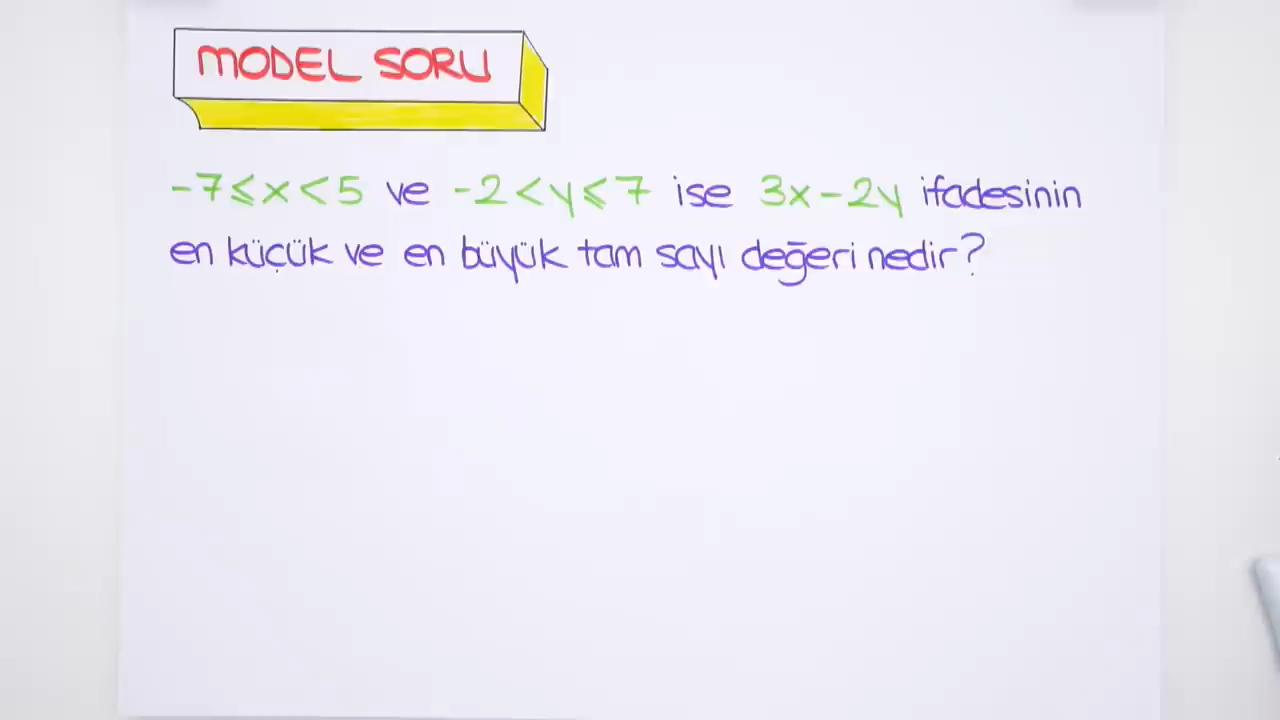 MODEL SORU
-7≤x<5 ve -2<y≤7 ise 3x-2y ifadesinin
en küçük ve en büyük tam sayı değeri nedir?